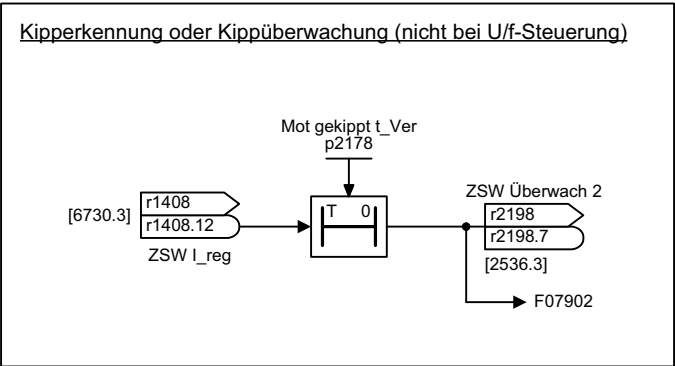 Kipperkennung oder Kippüberwachung (nicht bei U/f-Steuerung)
Mot gekippt t_Ver
p2178
[6730.3]
r1408
r1408.12
ZSW I_reg
T 0
ZSW Überwach 2
r2198
r2198.7
[2536.3]
F07902